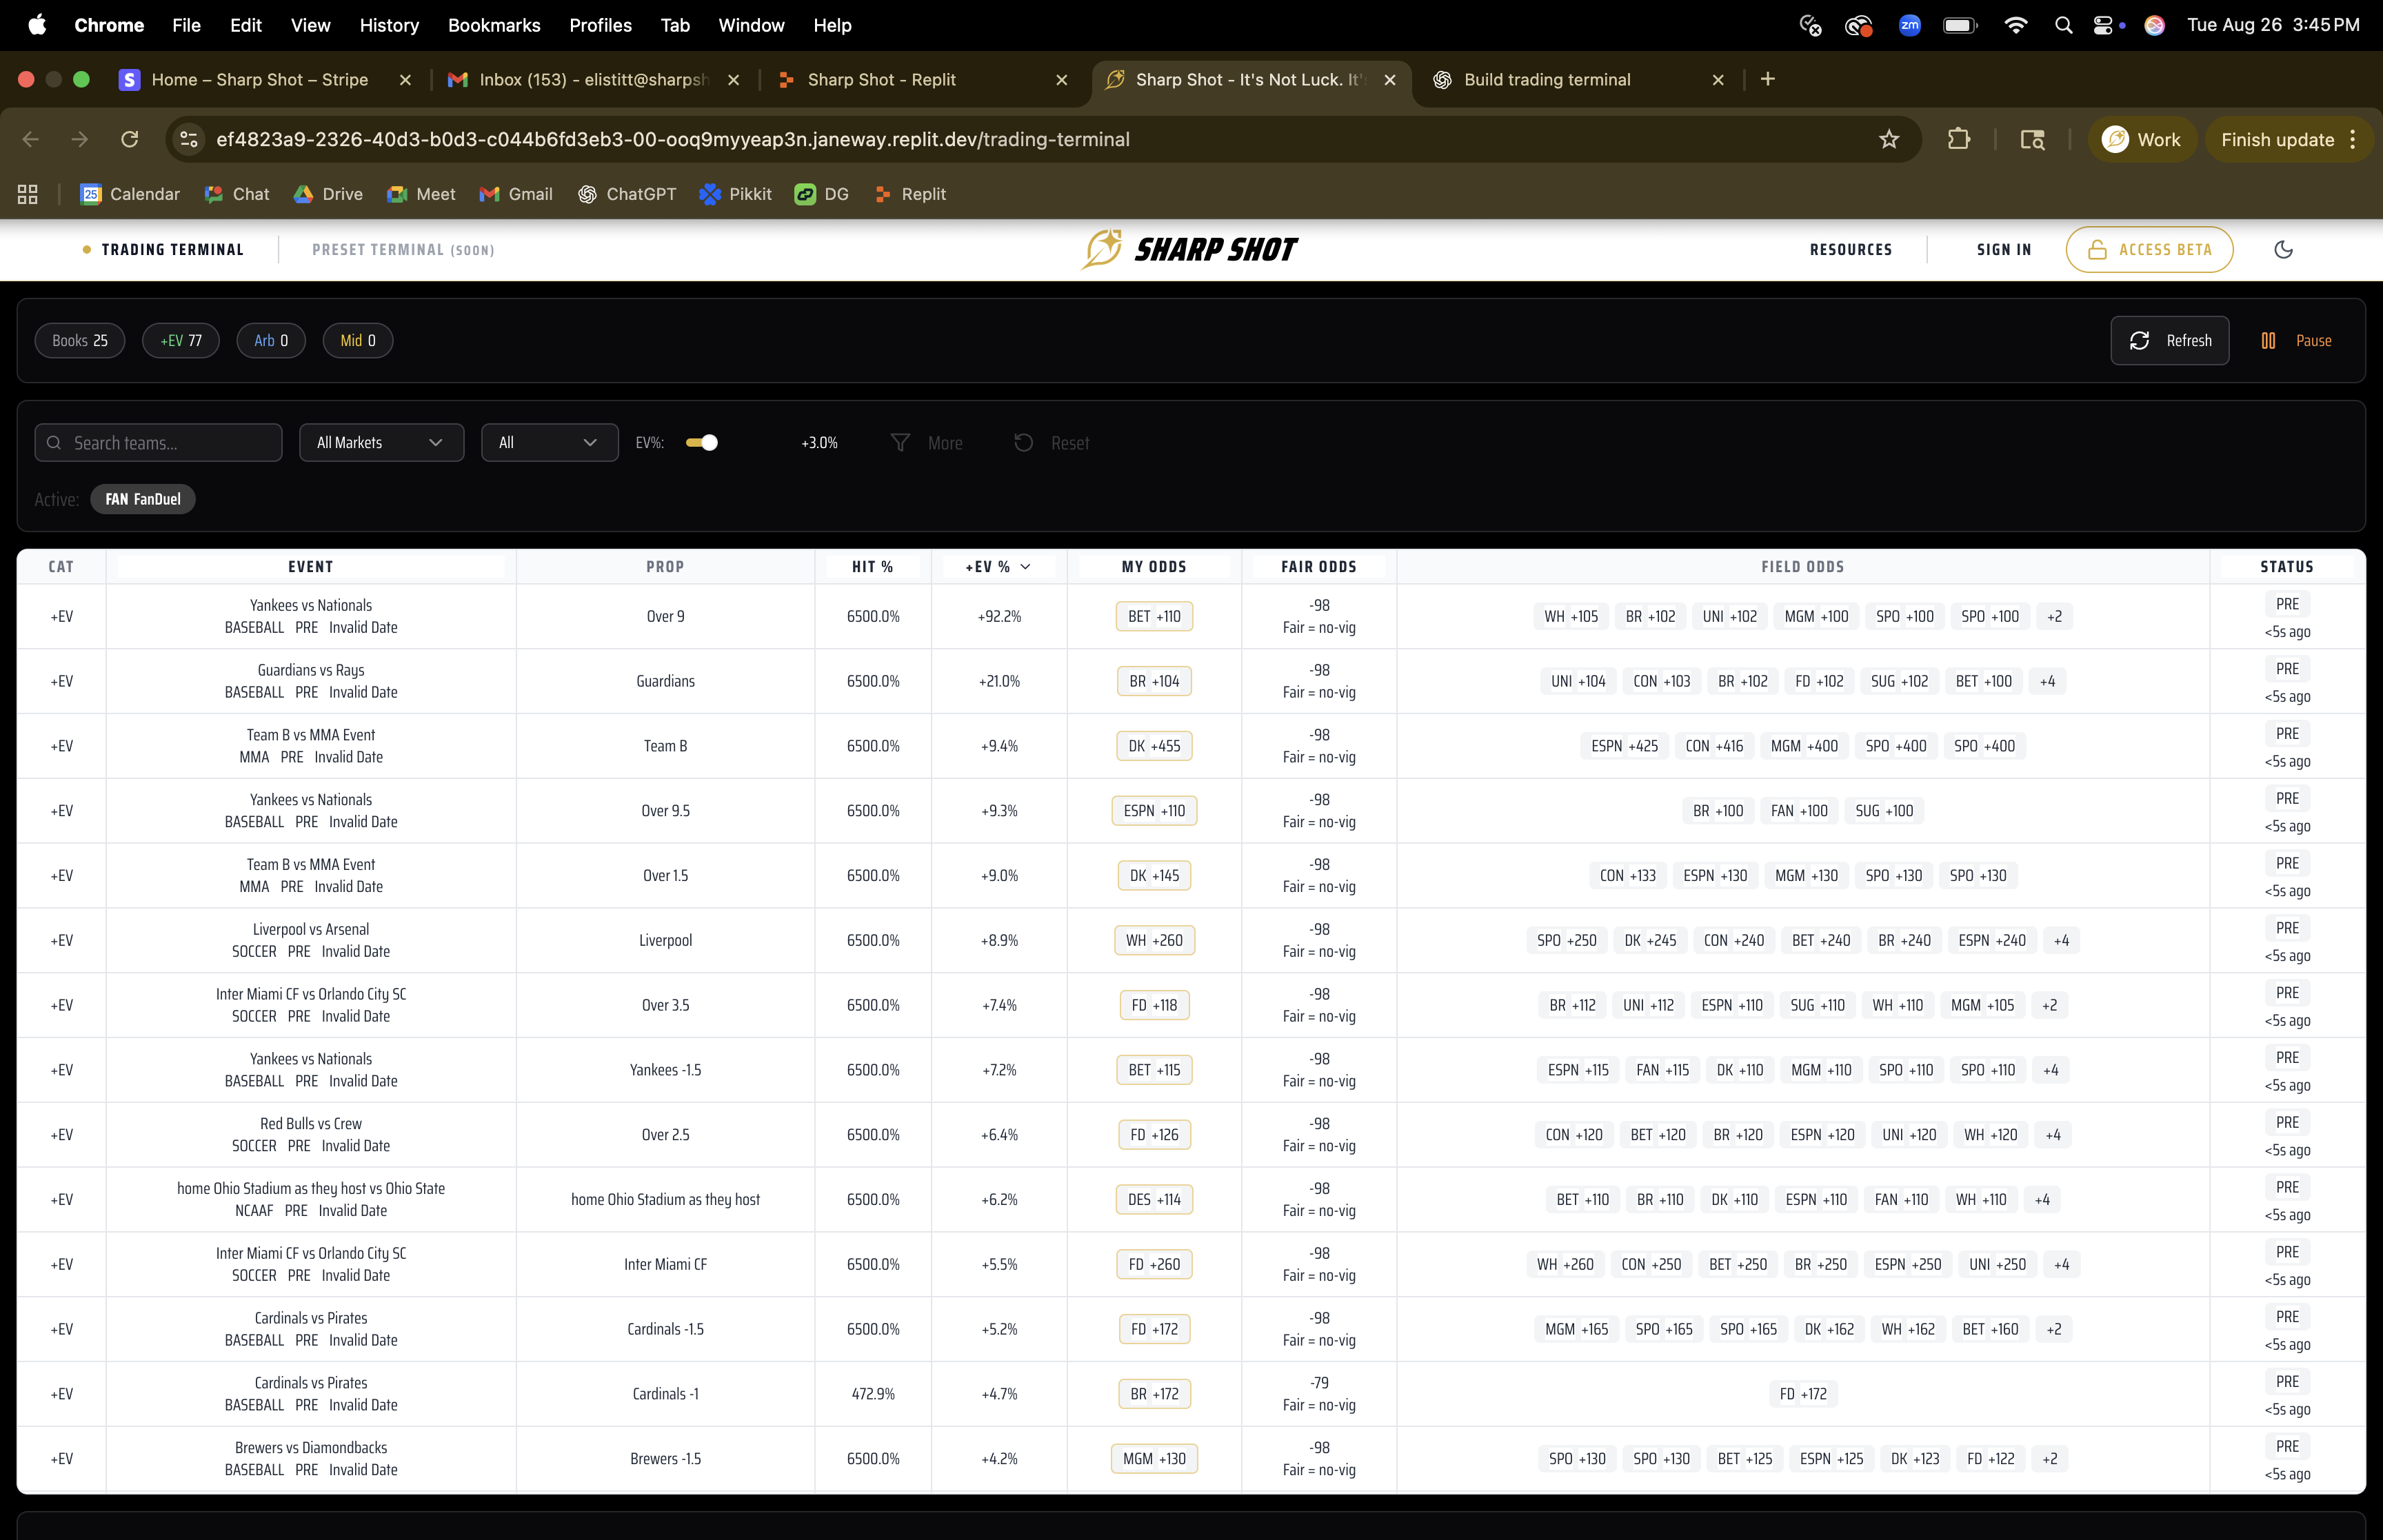 Chrome File Edit View History Bookmarks Profiles Tab Window Help zm Tue Aug 26 3:45 PM
S Home – Sharp Shot – Stripe Inbox (153) - elistitt@sharpsh Sharp Shot - Replit Sharp Shot - It's Not Luck. It's Build trading terminal
ef4823a9-2326-40d3-b0d3-c044b6fd3eb3-00-ooq9myyeap3n.janeway.replit.dev/trading-terminal Work Finish update
25 Calendar Chat Drive Meet Gmail ChatGPT Pikkit DG Replit
TRADING TERMINAL PRESET TERMINAL (SOON) SHARP SHOT RESOURCES SIGN IN ACCESS BETA
Books 25 +EV 77 Arb 0 Mid 0 Refresh Pause
Search teams... All Markets All EV%: +3.0% More Reset
Active: FAN FanDuel
CAT EVENT PROP HIT % +EV % MY ODDS FAIR ODDS FIELD ODDS STATUS
Yankees vs Nationals -98 PRE
+EV Over 9 6500.0% +92.2% BET +110 WH +105 BR +102 UNI +102 MGM +100 SPO +100 SPO +100 +2
BASEBALL PRE Invalid Date Fair = no-vig <5s ago
Guardians vs Rays -98 PRE
+EV Guardians 6500.0% +21.0% BR +104 UNI +104 CON +103 BR +102 FD +102 SUG +102 BET +100 +4
BASEBALL PRE Invalid Date Fair = no-vig <5s ago
Team B vs MMA Event -98 PRE
+EV Team B 6500.0% +9.4% DK +455 ESPN +425 CON +416 MGM +400 SPO +400 SPO +400
MMA PRE Invalid Date Fair = no-vig <5s ago
Yankees vs Nationals -98 PRE
+EV Over 9.5 6500.0% +9.3% ESPN +110 BR +100 FAN +100 SUG +100
BASEBALL PRE Invalid Date Fair = no-vig <5s ago
Team B vs MMA Event -98 PRE
+EV Over 1.5 6500.0% +9.0% DK +145 CON +133 ESPN +130 MGM +130 SPO +130 SPO +130
MMA PRE Invalid Date Fair = no-vig <5s ago
Liverpool vs Arsenal -98 PRE
+EV Liverpool 6500.0% +8.9% WH +260 SPO +250 DK +245 CON +240 BET +240 BR +240 ESPN +240 +4
SOCCER PRE Invalid Date Fair = no-vig <5s ago
Inter Miami CF vs Orlando City SC -98 PRE
+EV Over 3.5 6500.0% +7.4% FD +118 BR +112 UNI +112 ESPN +110 SUG +110 WH +110 MGM +105 +2
SOCCER PRE Invalid Date Fair = no-vig <5s ago
Yankees vs Nationals -98 PRE
+EV Yankees -1.5 6500.0% +7.2% BET +115 ESPN +115 FAN +115 DK +110 MGM +110 SPO +110 SPO +110 +4
BASEBALL PRE Invalid Date Fair = no-vig <5s ago
Red Bulls vs Crew -98 PRE
+EV Over 2.5 6500.0% +6.4% FD +126 CON +120 BET +120 BR +120 ESPN +120 UNI +120 WH +120 +4
SOCCER PRE Invalid Date Fair = no-vig <5s ago
home Ohio Stadium as they host vs Ohio State -98 PRE
+EV home Ohio Stadium as they host 6500.0% +6.2% DES +114 BET +110 BR +110 DK +110 ESPN +110 FAN +110 WH +110 +4
NCAAF PRE Invalid Date Fair = no-vig <5s ago
Inter Miami CF vs Orlando City SC -98 PRE
+EV Inter Miami CF 6500.0% +5.5% FD +260 WH +260 CON +250 BET +250 BR +250 ESPN +250 UNI +250 +4
SOCCER PRE Invalid Date Fair = no-vig <5s ago
Cardinals vs Pirates -98 PRE
+EV Cardinals -1.5 6500.0% +5.2% FD +172 MGM +165 SPO +165 SPO +165 DK +162 WH +162 BET +160 +2
BASEBALL PRE Invalid Date Fair = no-vig <5s ago
Cardinals vs Pirates -79 PRE
+EV Cardinals -1 472.9% +4.7% BR +172 FD +172
BASEBALL PRE Invalid Date Fair = no-vig <5s ago
Brewers vs Diamondbacks -98 PRE
+EV Brewers -1.5 6500.0% +4.2% MGM +130 SPO +130 SPO +130 BET +125 ESPN +125 DK +123 FD +122 +2
BASEBALL PRE Invalid Date Fair = no-vig <5s ago